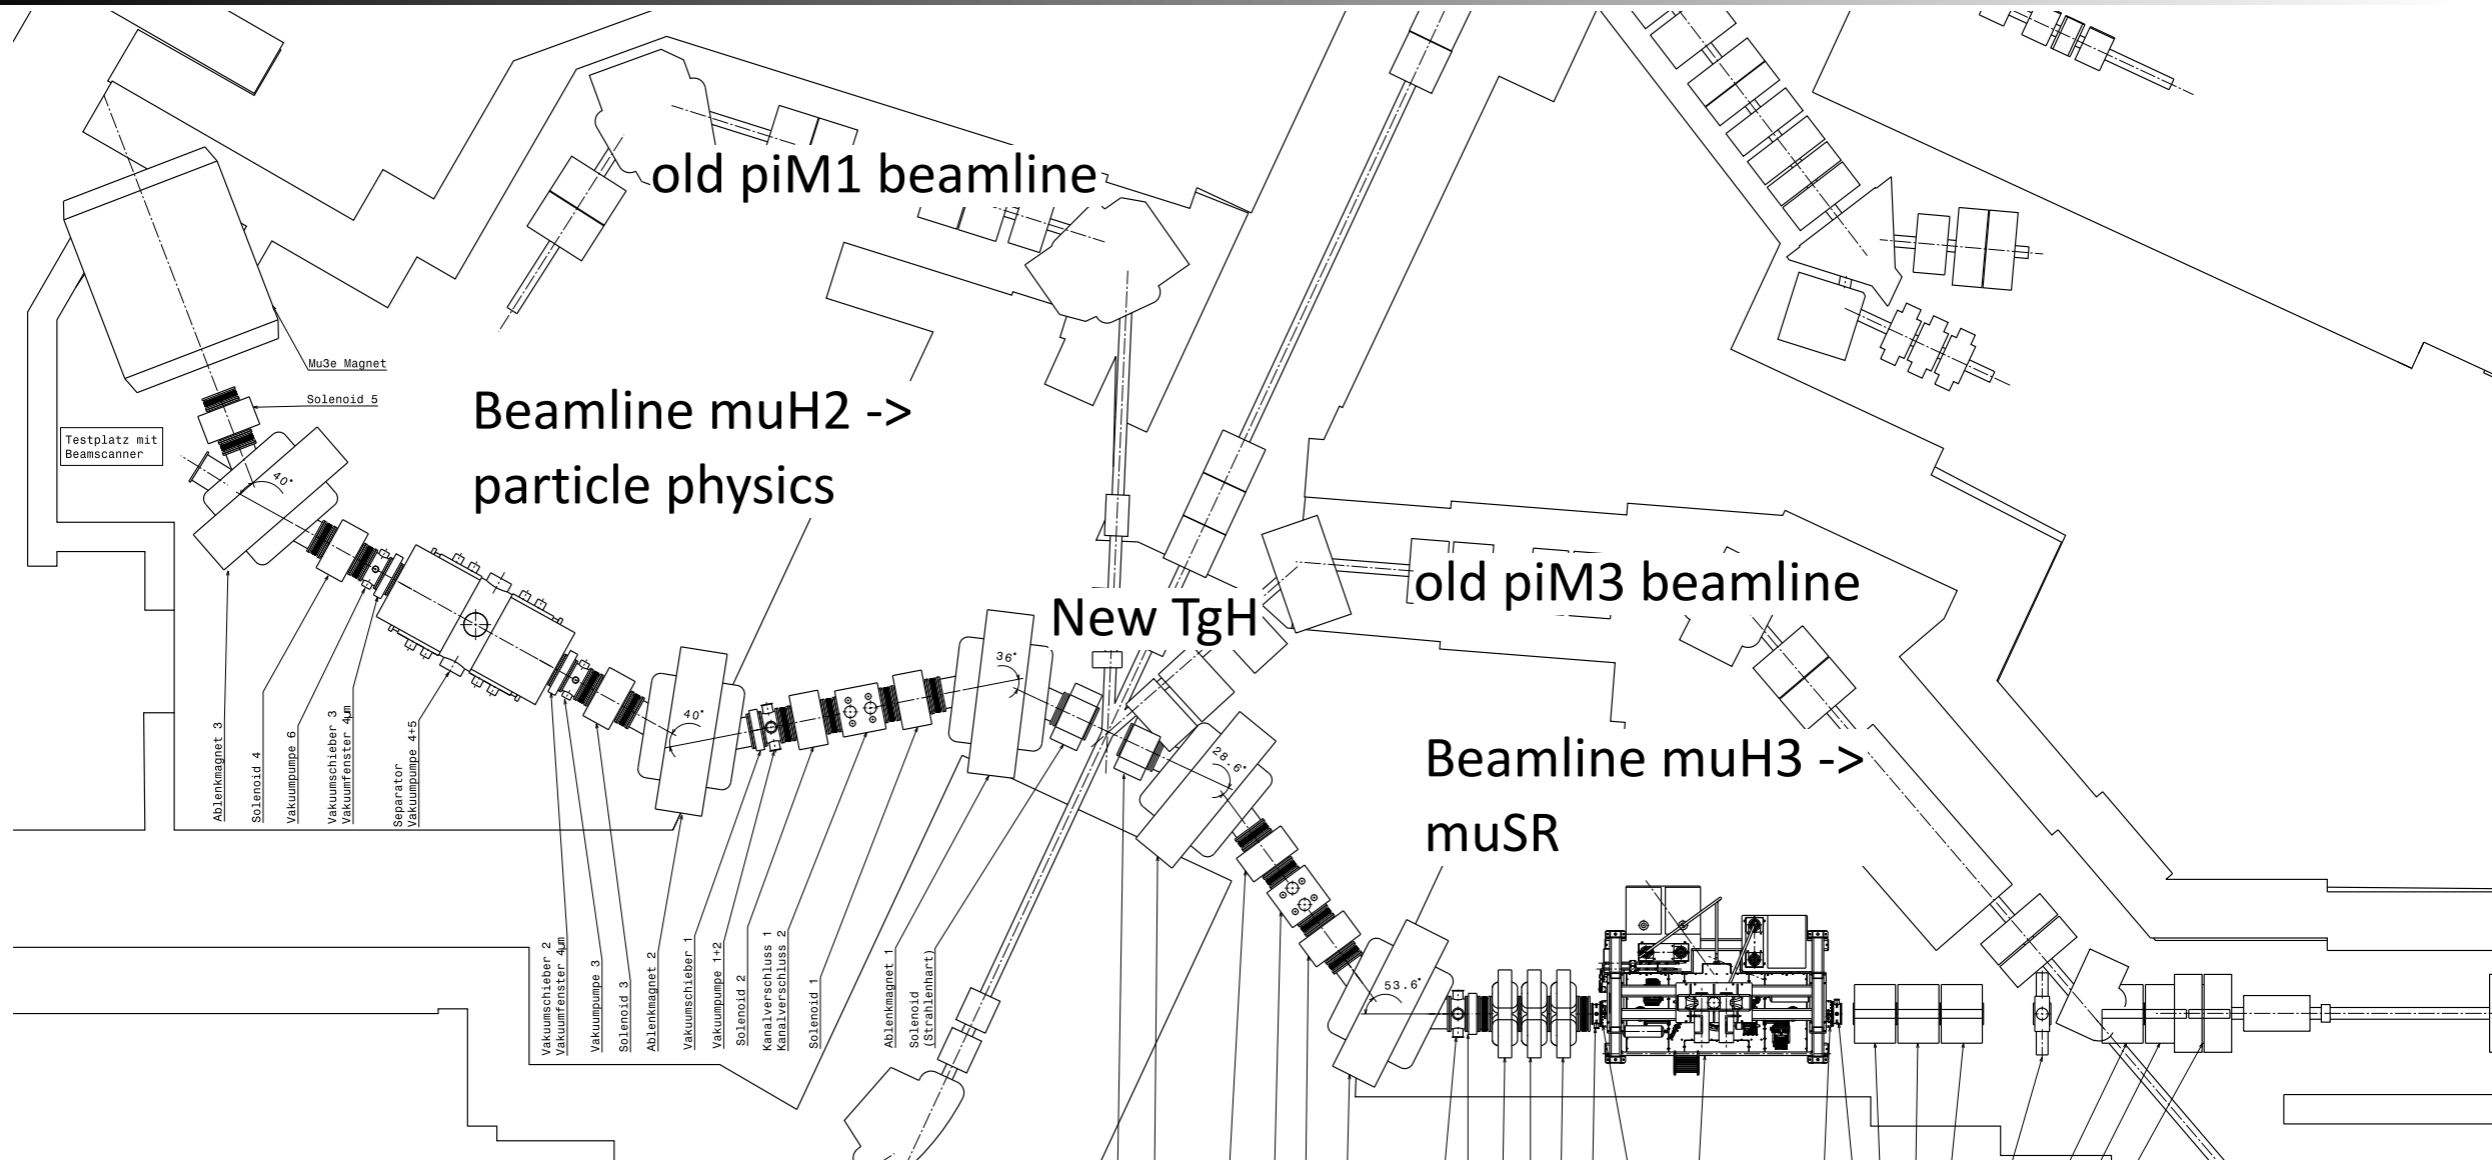 old piM1 beamline
Mu3e Magnet
Solenoid 5
Beamline muH2 ->
particle physics
Testplatz mit
Beamscanner
40°
old piM3 beamline
New TgH
36°
40°
28.6°
Beamline muH3 ->
muSR
53.6°
Ablenkmagnet 3
Solenoid 4
Vakuumpumpe 6
Vakuumschieber 3
Vakuumfenster 4µm
Separator
Vakuumpumpe 4+5
Vakuumschieber 2
Vakuumfenster 4µm
Vakuumpumpe 3
Solenoid 3
Ablenkmagnet 2
Vakuumschieber 1
Vakuumpumpe 1+2
Solenoid 2
Kanalverschluss 1
Kanalverschluss 2
Solenoid 1
Ablenkmagnet 1
Solenoid
(Strahlenhart)